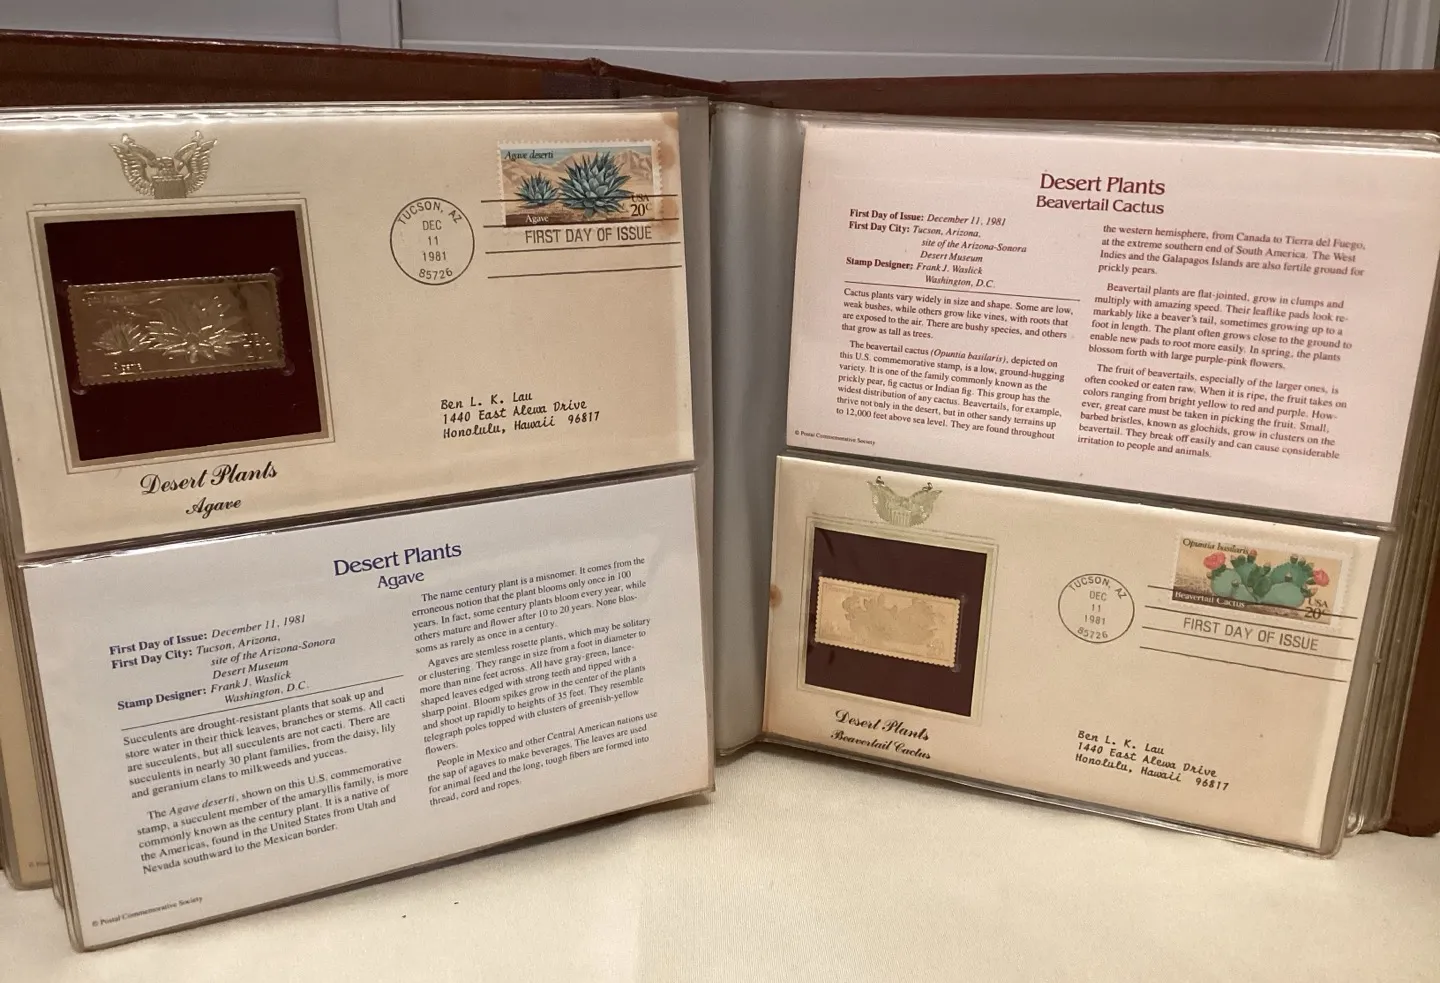 Agave deserti
Agave
USA
20c
TUCSON, AZ
DEC
11
1981
85726
FIRST DAY OF ISSUE
Agave
Ben L. K. Lau
1440 East Alewa Drive
Honolulu, Hawaii 96817
Desert Plants
Agave
Desert Plants
Agave
First Day of Issue: December 11, 1981
First Day City: Tucson, Arizona,
site of the Arizona-Sonora
Desert Museum
Stamp Designer: Frank J. Waslick
Washington, D.C.
Succulents are drought-resistant plants that soak up and
store water in their thick leaves, branches or stems. All cacti
are succulents, but all succulents are not cacti. There are
succulents in nearly 30 plant families, from the daisy, lily
and geranium clans to milkweeds and yuccas.
The Agave deserti, shown on this U.S. commemorative
stamp, a succulent member of the amaryllis family, is more
commonly known as the century plant. It is a native of
the Americas, found in the United States from Utah and
Nevada southward to the Mexican border.
The name century plant is a misnomer. It comes from the
erroneous notion that the plant blooms only once in 100
years. In fact, some century plants bloom every year, while
others mature and flower after 10 to 20 years. None blos-
soms as rarely as once in a century.
Agaves are stemless rosette plants, which may be solitary
or clustering. They range in size from a foot in diameter to
more than nine feet across. All have gray-green, lance-
shaped leaves edged with strong teeth and tipped with a
sharp point. Bloom spikes grow in the center of the plants
and shoot up rapidly to heights of 35 feet. They resemble
telegraph poles topped with clusters of greenish-yellow
flowers.
People in Mexico and other Central American nations use
the sap of agaves to make beverages. The leaves are used
for animal feed and the long, tough fibers are formed into
thread, cord and ropes.
© Postal Commemorative Society
Desert Plants
Beavertail Cactus
First Day of Issue: December 11, 1981
First Day City: Tucson, Arizona,
site of the Arizona-Sonora
Desert Museum
Stamp Designer: Frank J. Waslick
Washington, D.C.
Cactus plants vary widely in size and shape. Some are low,
weak bushes, while others grow like vines, with roots that
are exposed to the air. There are bushy species, and others
that grow as tall as trees.
The beavertail cactus (Opuntia basilaris), depicted on
this U.S. commemorative stamp, is a low, ground-hugging
variety. It is one of the family commonly known as the
prickly pear, fig cactus or Indian fig. This group has the
widest distribution of any cactus. Beavertails, for example,
thrive not only in the desert, but in other sandy terrains up
to 12,000 feet above sea level. They are found throughout
the western hemisphere, from Canada to Tierra del Fuego,
at the extreme southern end of South America. The West
Indies and the Galapagos Islands are also fertile ground for
prickly pears.
Beavertail plants are flat-jointed, grow in clumps and
multiply with amazing speed. Their leaflike pads look re-
markably like a beaver's tail, sometimes growing up to a
foot in length. The plant often grows close to the ground to
enable new pads to root more easily. In spring, the plants
blossom forth with large purple-pink flowers.
The fruit of beavertails, especially of the larger ones, is
often cooked or eaten raw. When it is ripe, the fruit takes on
colors ranging from bright yellow to red and purple. How-
ever, great care must be taken in picking the fruit. Small,
barbed bristles, known as glochids, grow in clusters on the
beavertail. They break off easily and can cause considerable
irritation to people and animals.
© Postal Commemorative Society
Opuntia basilaris
Beavertail Cactus
USA
20c
TUCSON, AZ
DEC
11
1981
85726
FIRST DAY OF ISSUE
Ben L. K. Lau
1440 East Alewa Drive
Honolulu, Hawaii 96817
Desert Plants
Beavertail Cactus